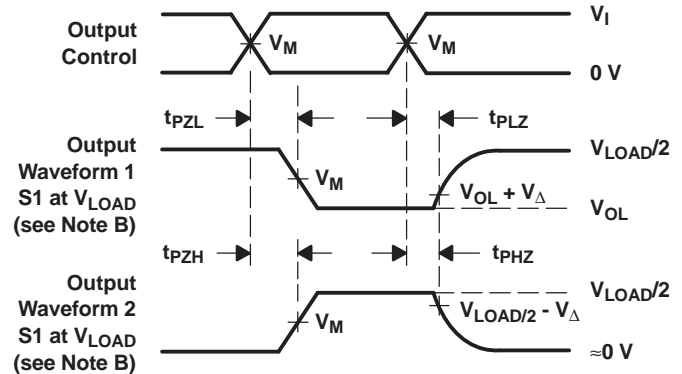 Output
Control
V_M
V_M
V_I
0 V
t_PZL
t_PLZ
Output
Waveform 1
S1 at V_LOAD
(see Note B)
V_M
V_OL + V_Δ
V_LOAD/2
V_OL
t_PZH
t_PHZ
Output
Waveform 2
S1 at V_LOAD
(see Note B)
V_M
V_LOAD/2 - V_Δ
V_LOAD/2
≈0 V